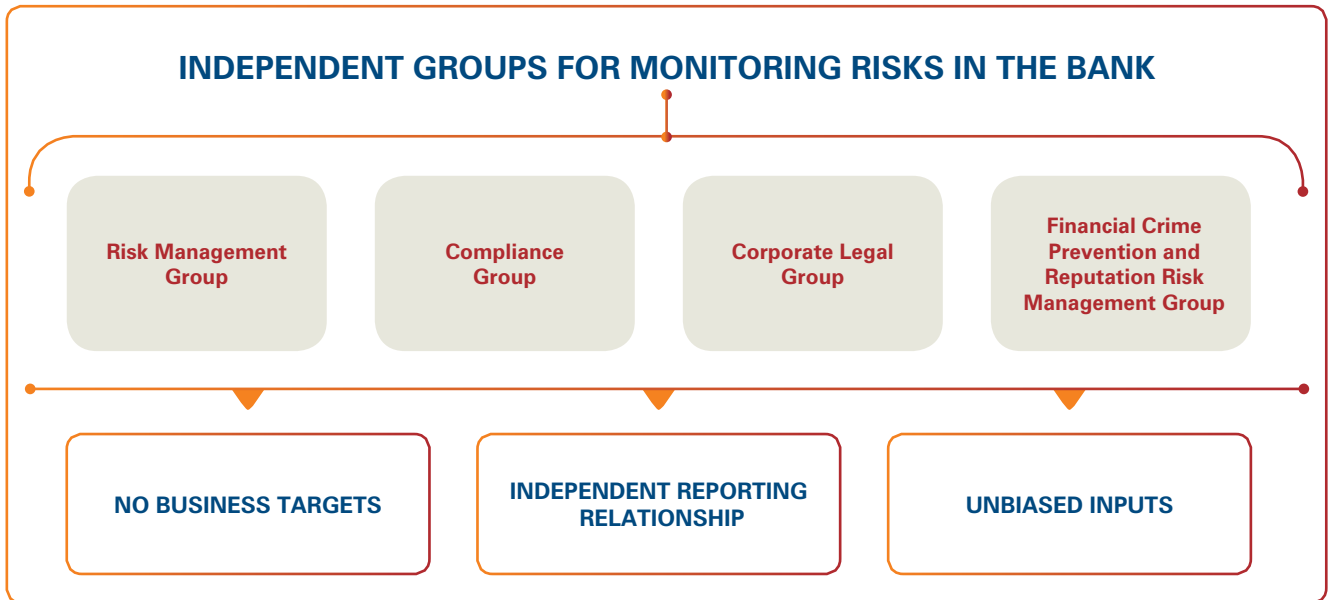 INDEPENDENT GROUPS FOR MONITORING RISKS IN THE BANK
Risk Management
Group
Compliance
Group
Corporate Legal
Group
Financial Crime
Prevention and
Reputation Risk
Management Group
NO BUSINESS TARGETS
INDEPENDENT REPORTING
RELATIONSHIP
UNBIASED INPUTS